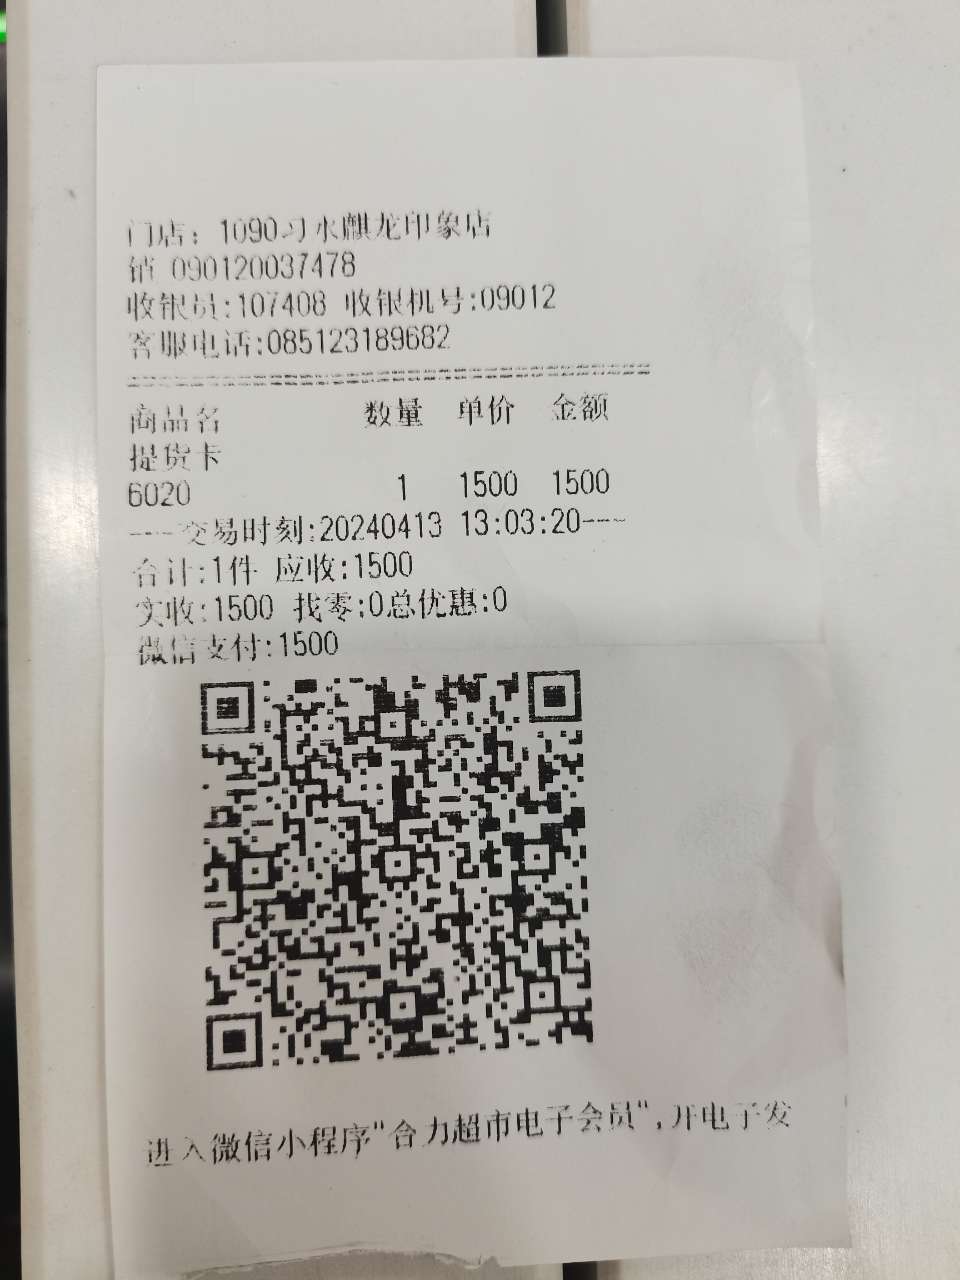 门店：1090习水麒龙印象店
销 090120037478
收银员:107408 收银机号:09012
客服电话:085123189682
商品名 数量 单价 金额
提货卡
6020 1 1500 1500
----交易时刻:20240413 13:03:20---
合计:1件 应收:1500
实收:1500 找零:0总优惠:0
微信支付:1500
进入微信小程序"合力超市电子会员",开电子发